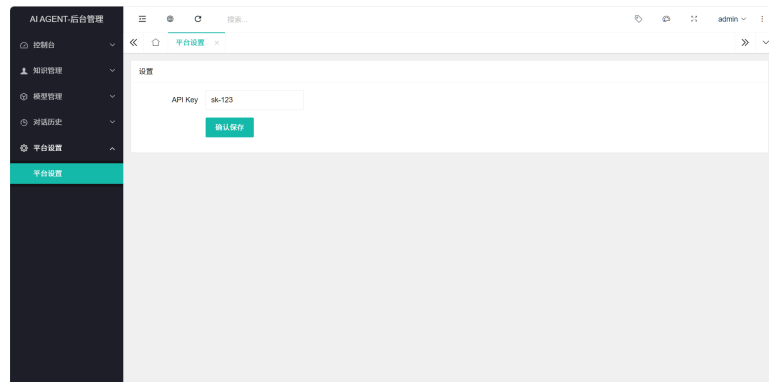 AI AGENT-后台管理
搜索...
admin
控制台
平台设置
知识管理
设置
模型管理
API Key sk-123
对话历史
确认保存
平台设置
平台设置